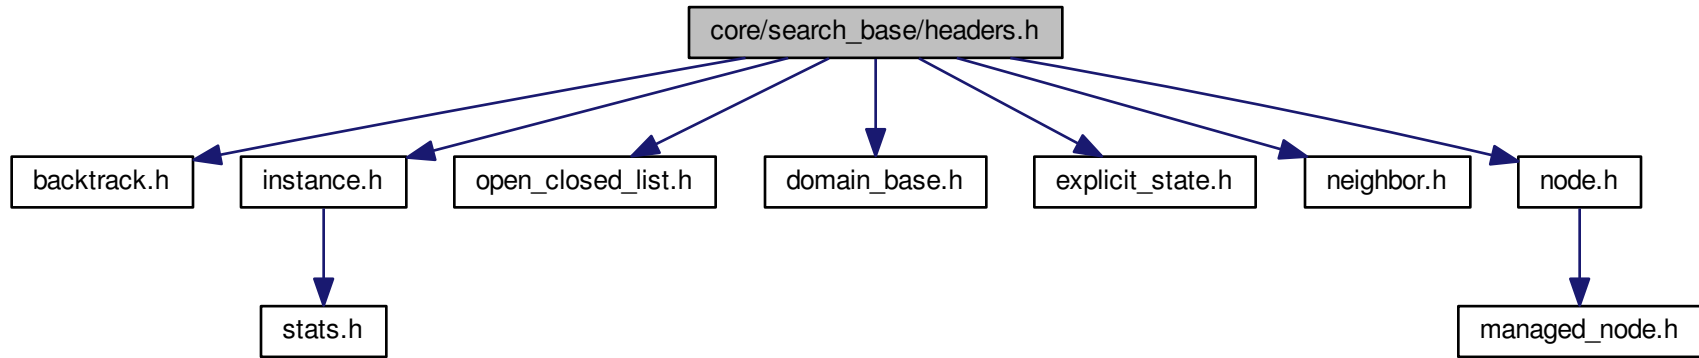 core/search_base/headers.h
backtrack.h
instance.h
open_closed_list.h
domain_base.h
explicit_state.h
neighbor.h
node.h
stats.h
managed_node.h